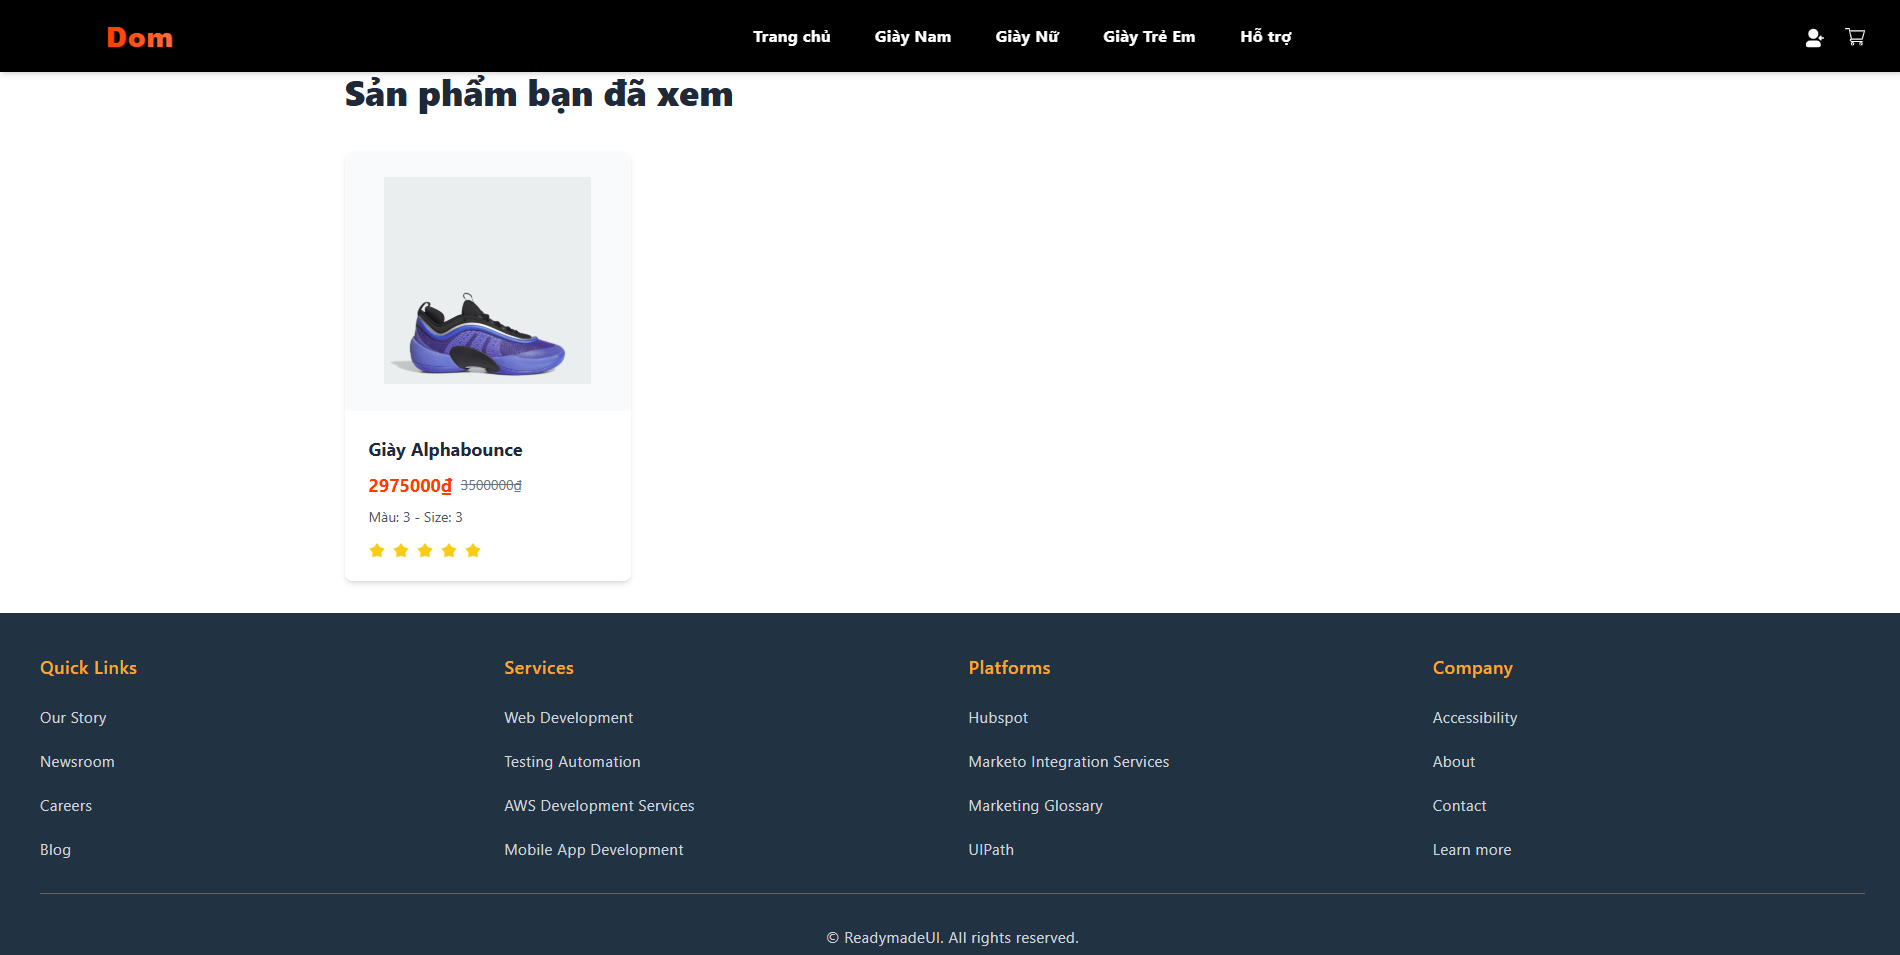 Dom
Trang chủ
Giày Nam
Giày Nữ
Giày Trẻ Em
Hỗ trợ
Sản phẩm bạn đã xem
Giày Alphabounce
2975000₫ 3500000₫
Màu: 3 - Size: 3
Quick Links
Our Story
Newsroom
Careers
Blog
Services
Web Development
Testing Automation
AWS Development Services
Mobile App Development
Platforms
Hubspot
Marketo Integration Services
Marketing Glossary
UIPath
Company
Accessibility
About
Contact
Learn more
© ReadymadeUI. All rights reserved.